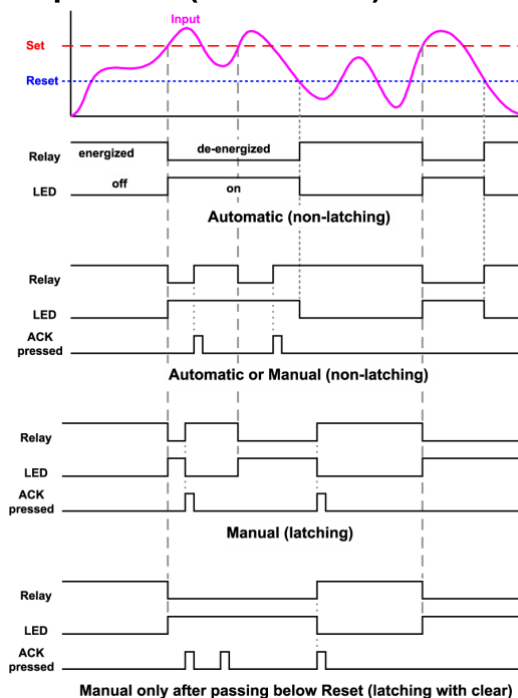 Input
Set
Reset
energized
de-energized
Relay
off
on
LED
Automatic (non-latching)
Relay
LED
ACK
pressed
Automatic or Manual (non-latching)
Relay
LED
ACK
pressed
Manual (latching)
Relay
LED
ACK
pressed
Manual only after passing below Reset (latching with clear)